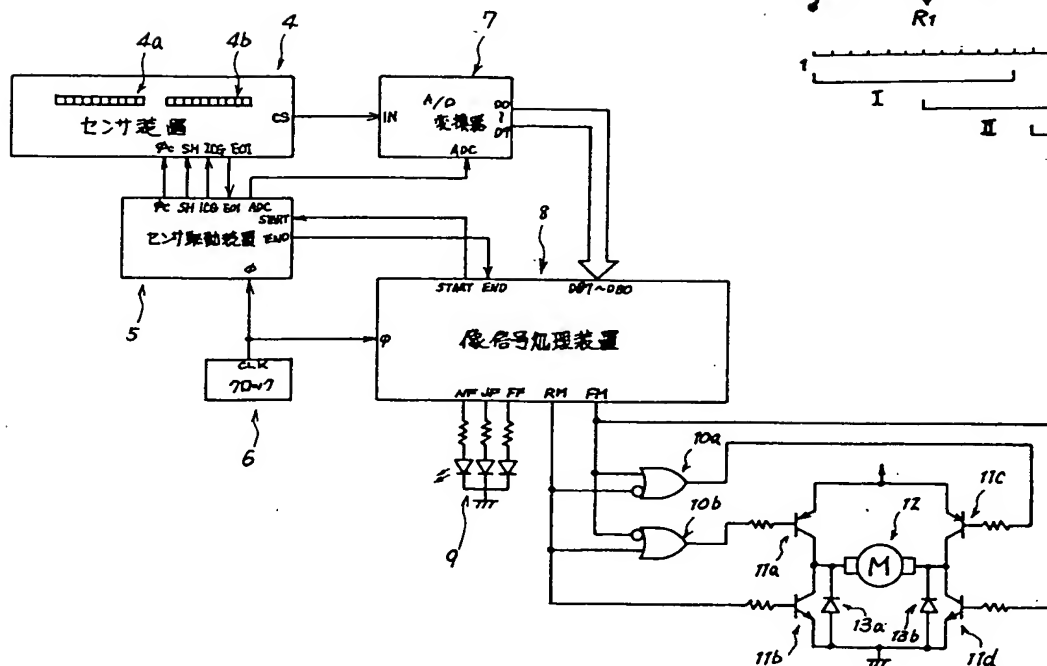 R1
1
I
II
4
4a
4b
センサ装置
CS
φc SH ICG EOI
7
A/D
変換器
IN
D0
~
D7
ADC
φc SH ICG EOI ADC
START
センサ駆動装置
END
φ
5
CLK
クロック
6
8
START END
DB7~DB0
φ
像信号処理装置
NF JF FF
RM
FM
9
10a
10b
11a
11b
11c
11d
12
M
13a
13b